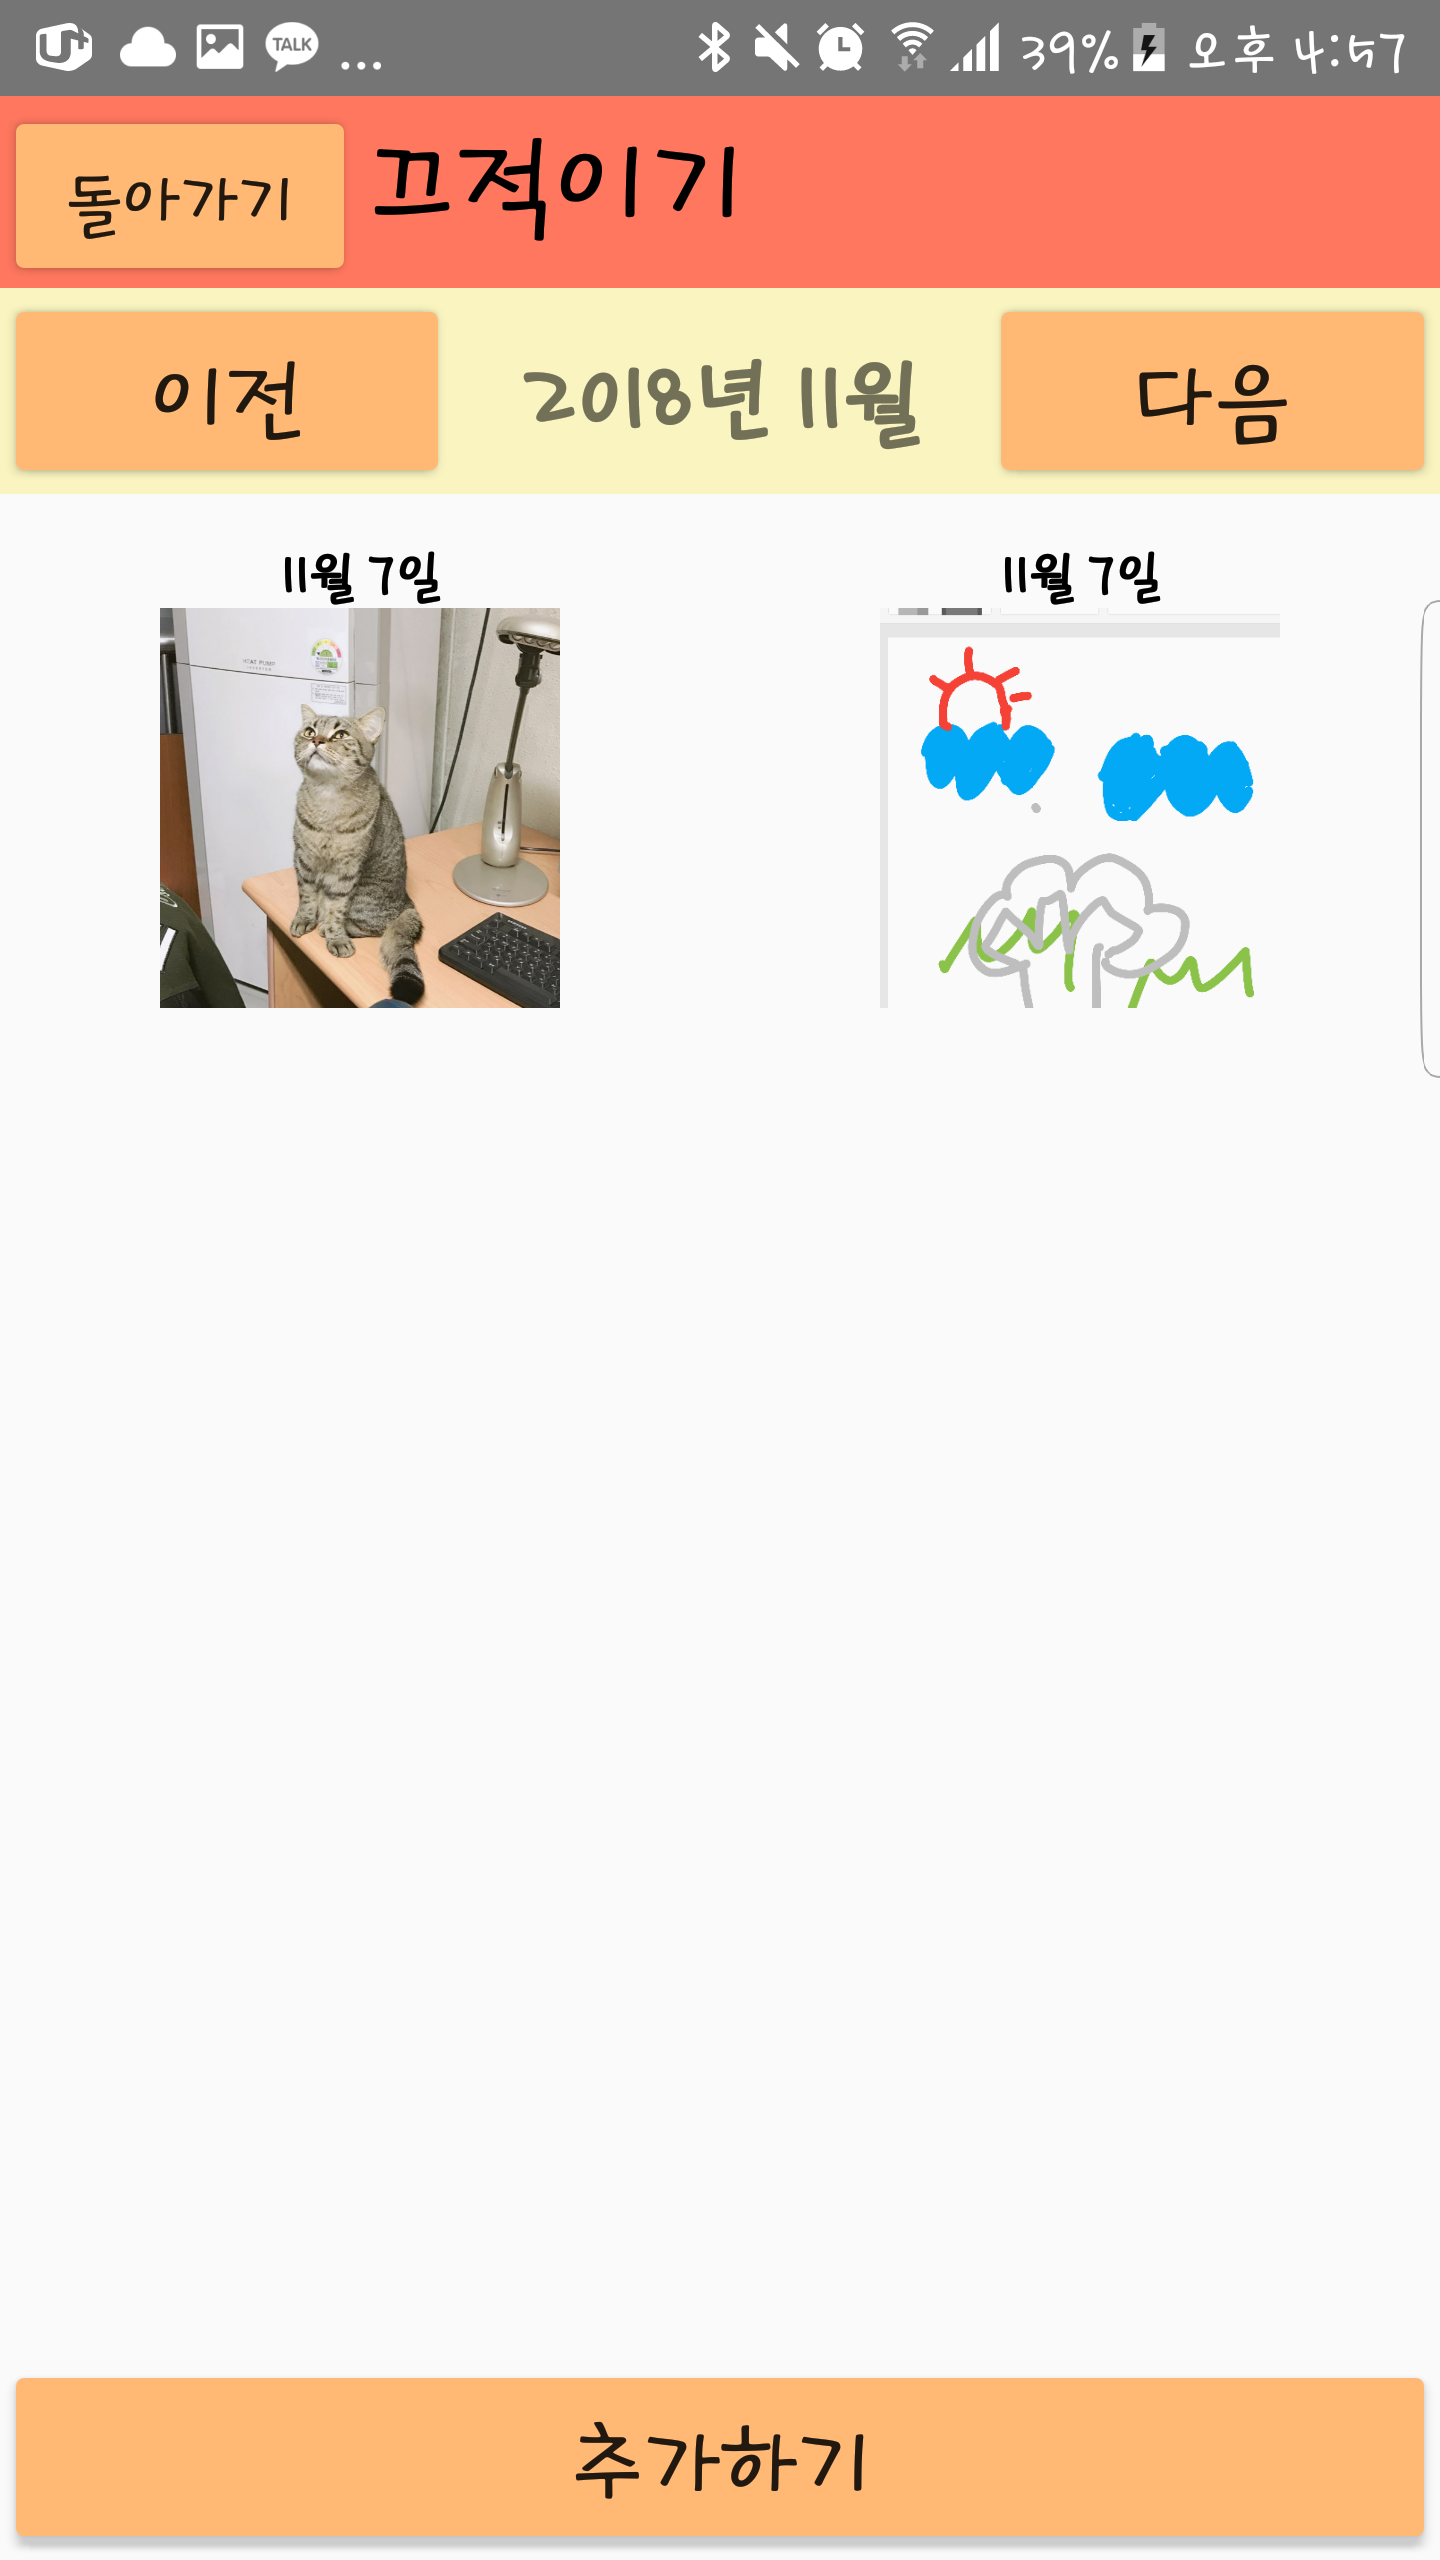 U+ TALK ... 39% 오후 4:57
돌아가기 끄적이기
이전 2018년 11월 다음
11월 7일 11월 7일
HEAT PUMP
추가하기